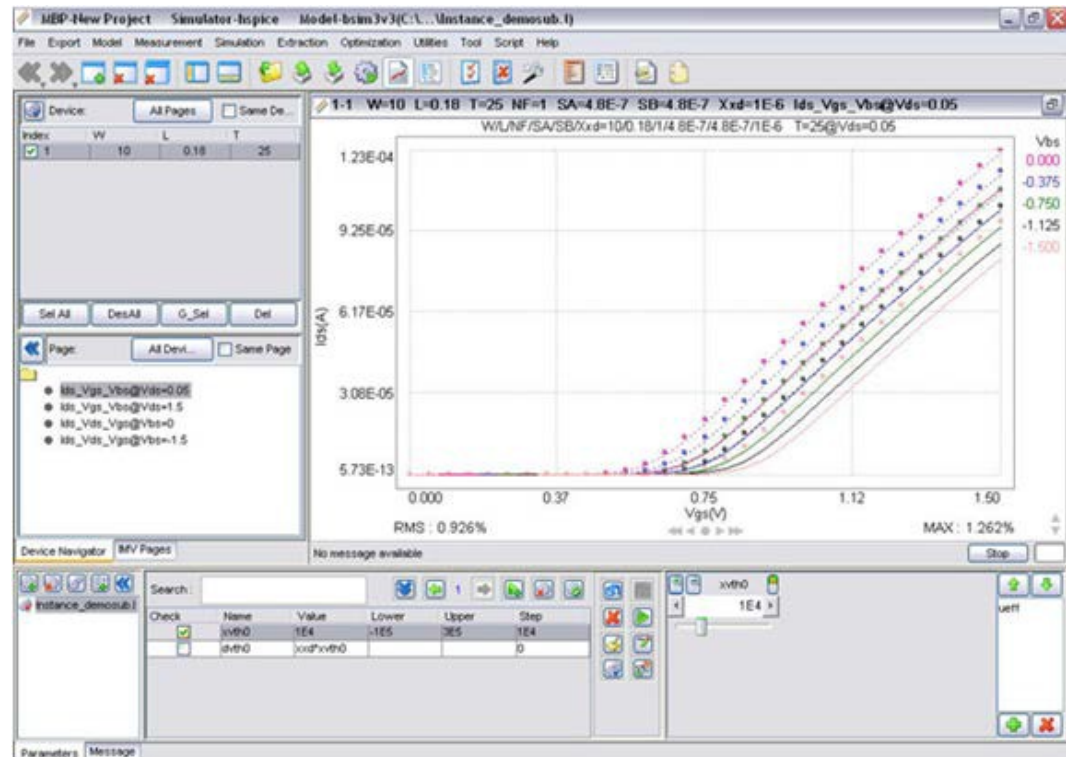 MBP-New Project Simulator-hspice Model-bsim3v3(C:\...\Instance_demosub.l)
File Export Model Measurement Simulation Extraction Optimization Utilities Tool Script Help
Device: All Pages Same De...
Index W L T
1 10 0.18 25
Sel All DesAll G_Sel Del
Page: All Devi... Same Page
Ids_Vgs_Vbs@Vds=0.05
Ids_Vgs_Vbs@Vds=1.5
Ids_Vds_Vgs@Vbs=0
Ids_Vds_Vgs@Vbs=-1.5
Device Navigator IMV Pages
1-1 W=10 L=0.18 T=25 NF=1 SA=4.8E-7 SB=4.8E-7 Xxd=1E-6 Ids_Vgs_Vbs@Vds=0.05
W/L/NF/SA/SB/Xxd=10/0.18/1/4.8E-7/4.8E-7/1E-6 T=25@Vds=0.05
Vbs
0.000
-0.375
-0.750
-1.125
-1.500
1.23E-04
9.25E-05
6.17E-05
3.08E-05
5.73E-13
Ids(A)
0.000 0.37 0.75 1.12 1.50
Vgs(V)
RMS : 0.926% MAX : 1.262%
No message available Stop
Instance_demosub.l
Search: 1
Check Name Value Lower Upper Step
xvth0 1E4 -1E5 3E5 1E4
dvth0 xxd*xvth0 0
xvth0
1E4
Parameters Message